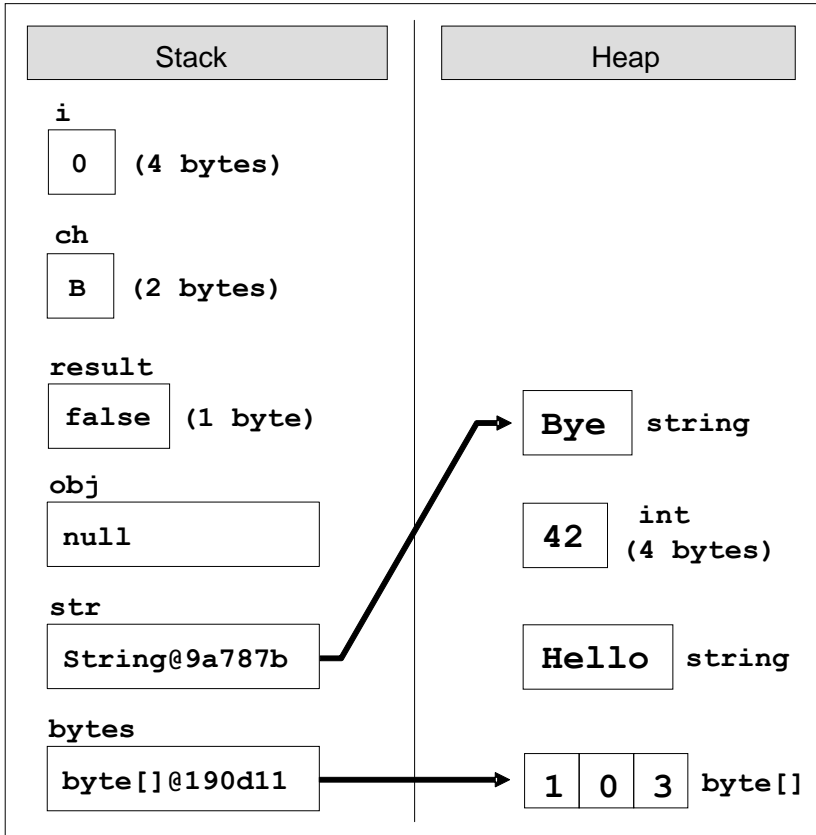 Stack
Heap
i
0 (4 bytes)
ch
B (2 bytes)
result
false (1 byte)
Bye string
obj
null
42 int
(4 bytes)
str
String@9a787b
Hello string
bytes
byte[]@190d11
1 0 3 byte[]